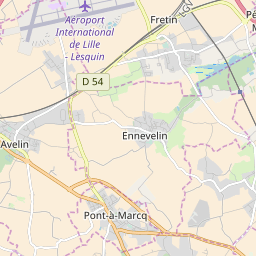 Aéroport
International
de Lille -
Lesquin
Fretin
D 54
Ennevelin
Avelin
Pont-à-Marcq